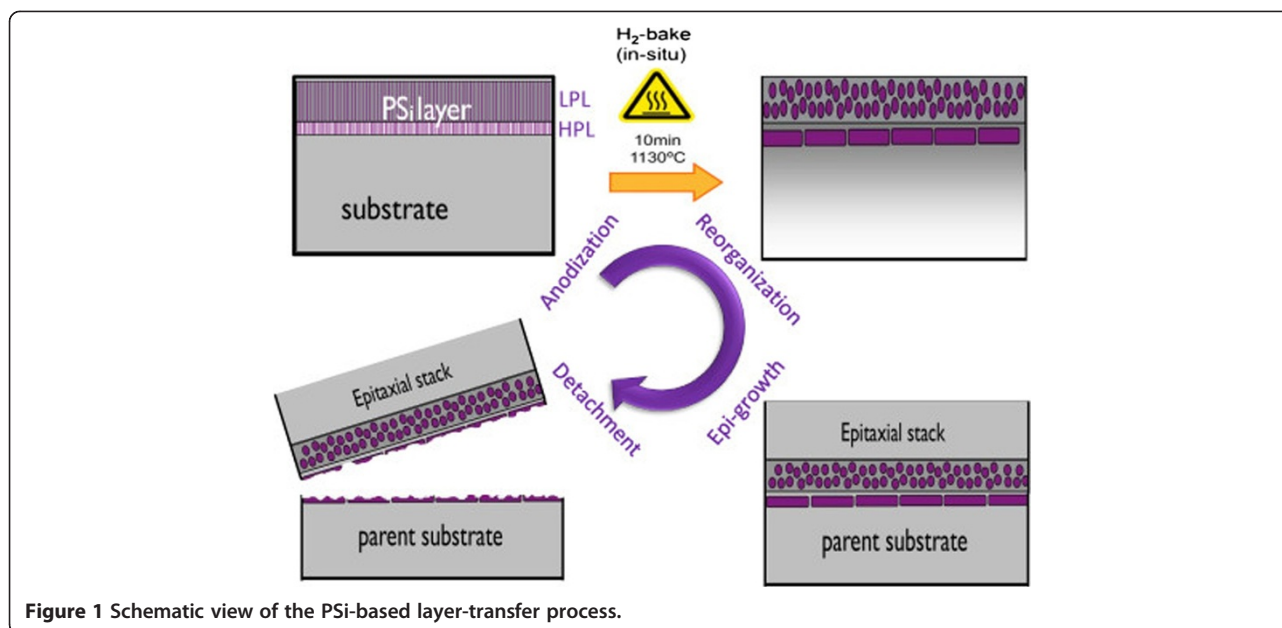 H₂-bake
(in-situ)
PSi layer
LPL
HPL
10min
1130ºC
substrate
Anodization
Reorganization
Detachment
Epi-growth
Epitaxial stack
parent substrate
Epitaxial stack
parent substrate
Figure 1 Schematic view of the PSi-based layer-transfer process.